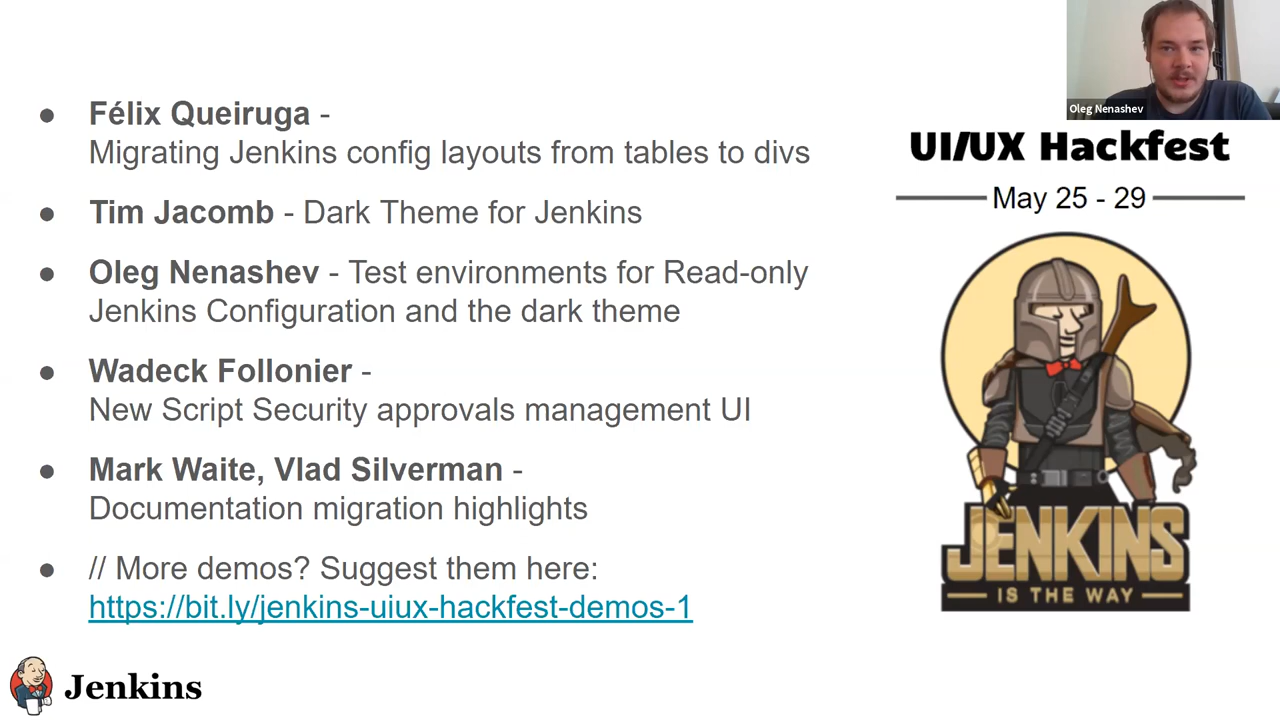 Félix Queiruga -
Migrating Jenkins config layouts from tables to divs
Tim Jacomb - Dark Theme for Jenkins
Oleg Nenashev - Test environments for Read-only
Jenkins Configuration and the dark theme
Wadeck Follonier -
New Script Security approvals management UI
Mark Waite, Vlad Silverman -
Documentation migration highlights
// More demos? Suggest them here:
https://bit.ly/jenkins-uiux-hackfest-demos-1
Jenkins
Oleg Nenashev
UI/UX Hackfest
May 25 - 29
JENKINS
IS THE WAY